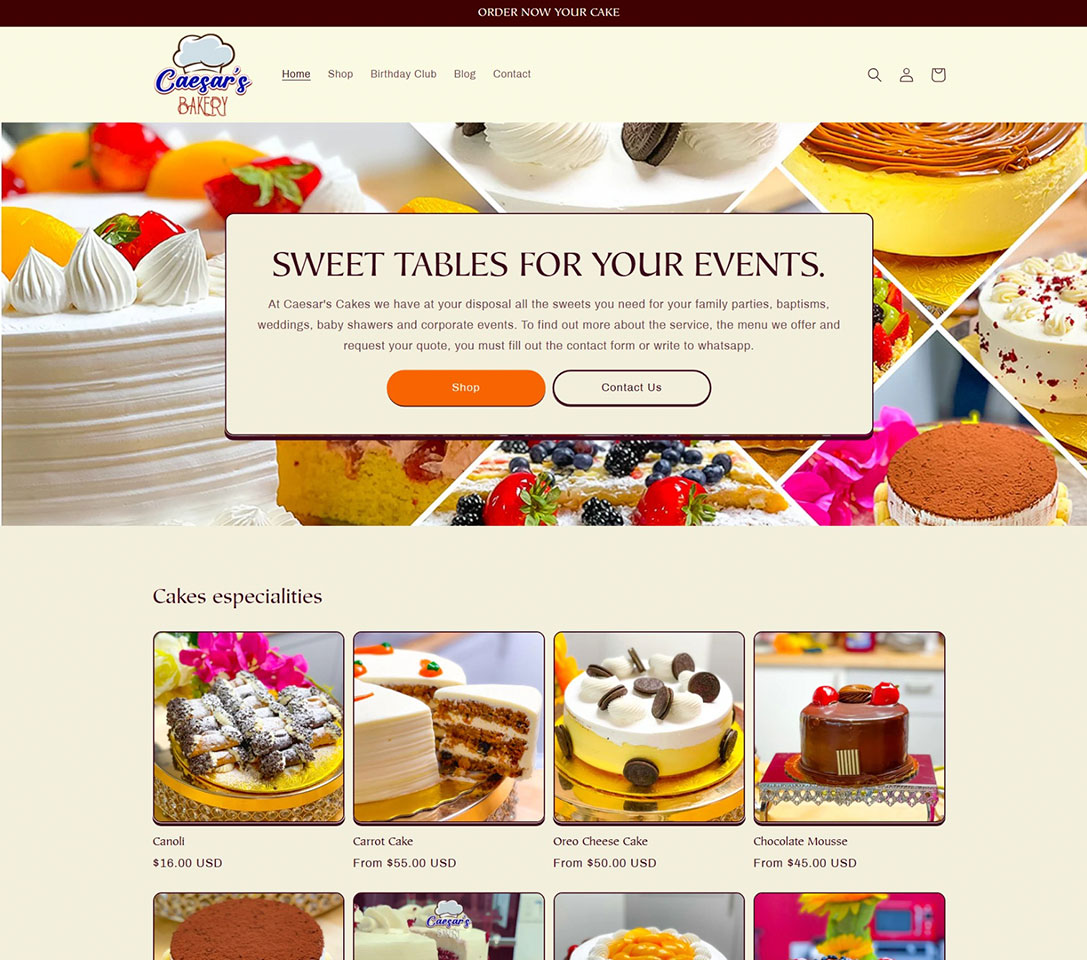 ORDER NOW YOUR CAKE
Caesar's
BAKERY
Home Shop Birthday Club Blog Contact
SWEET TABLES FOR YOUR EVENTS.
At Caesar's Cakes we have at your disposal all the sweets you need for your family parties, baptisms,
weddings, baby shawers and corporate events. To find out more about the service, the menu we offer and
request your quote, you must fill out the contact form or write to whatsapp.
Shop Contact Us
Cakes especialities
Canoli Carrot Cake Oreo Cheese Cake Chocolate Mousse
$16.00 USD From $55.00 USD From $50.00 USD From $45.00 USD
Caesar's